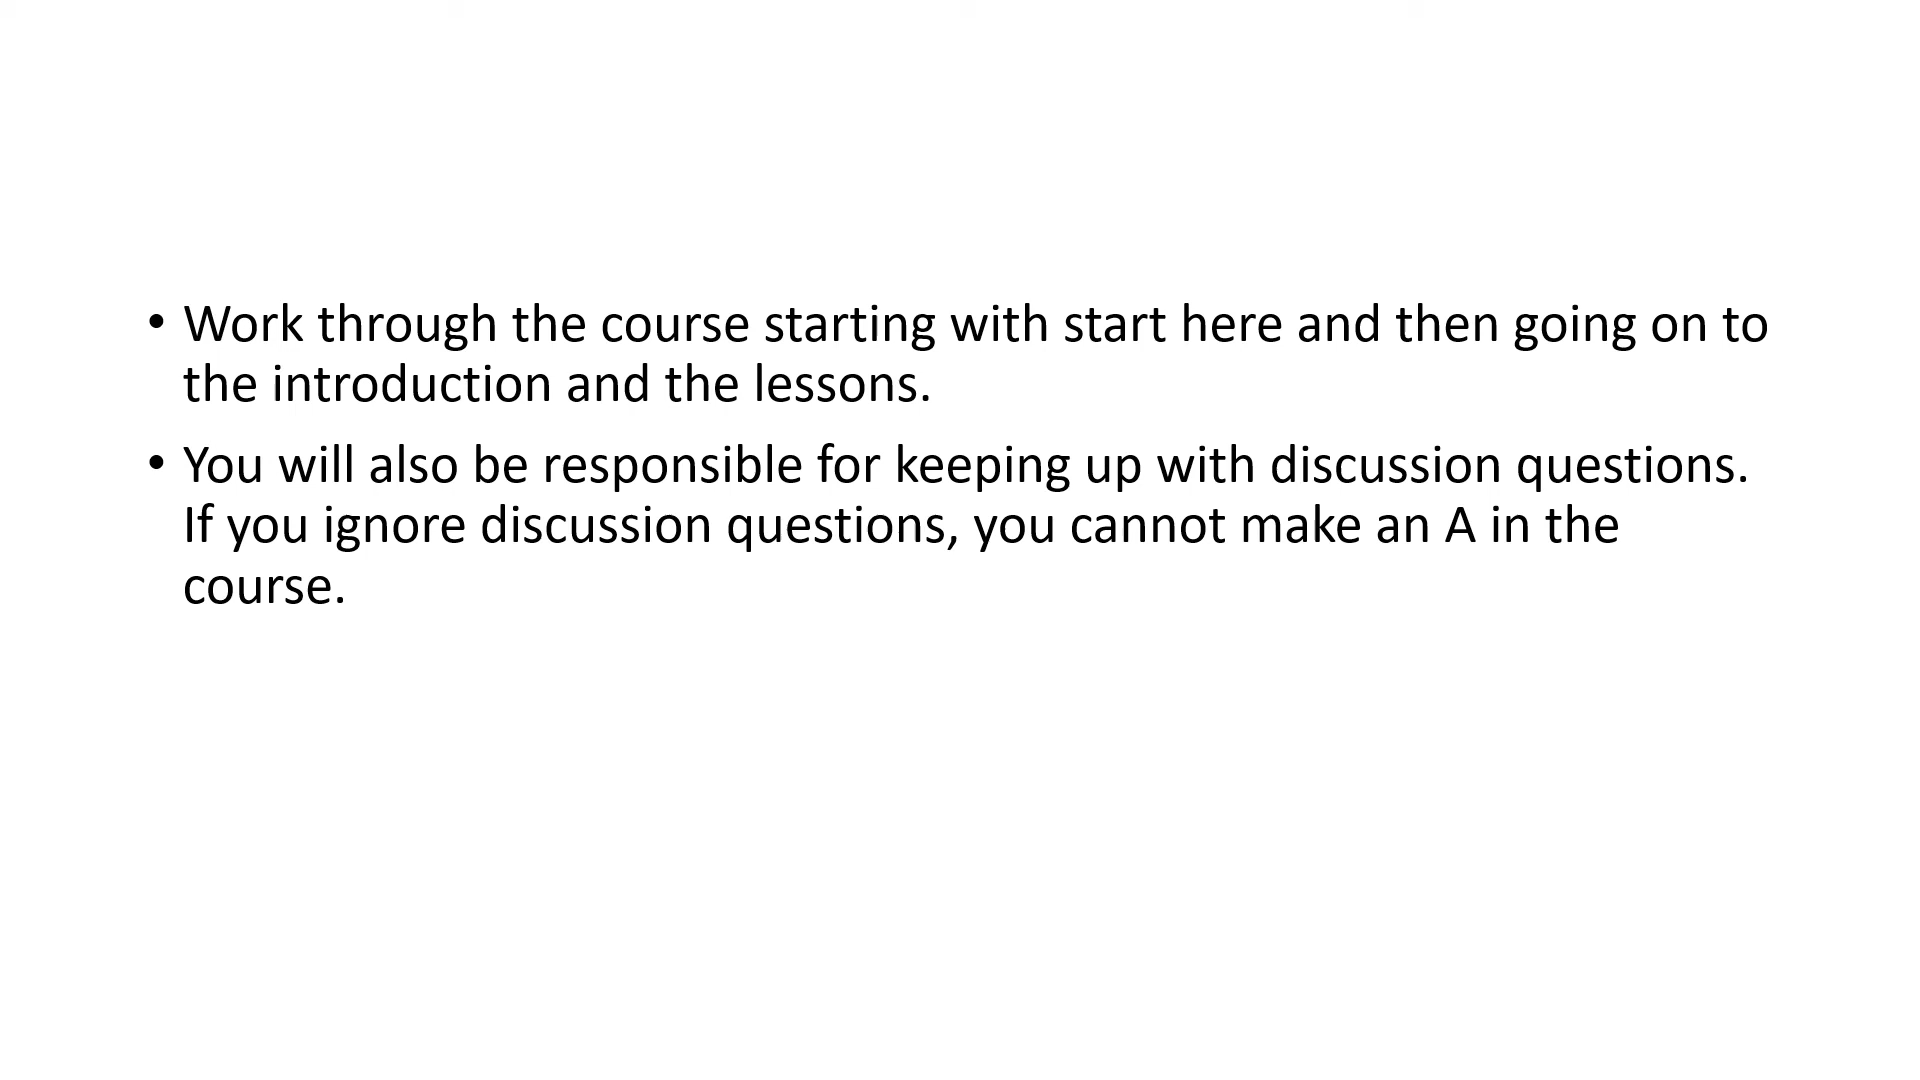 • Work through the course starting with start here and then going on to
the introduction and the lessons.
• You will also be responsible for keeping up with discussion questions.
If you ignore discussion questions, you cannot make an A in the
course.